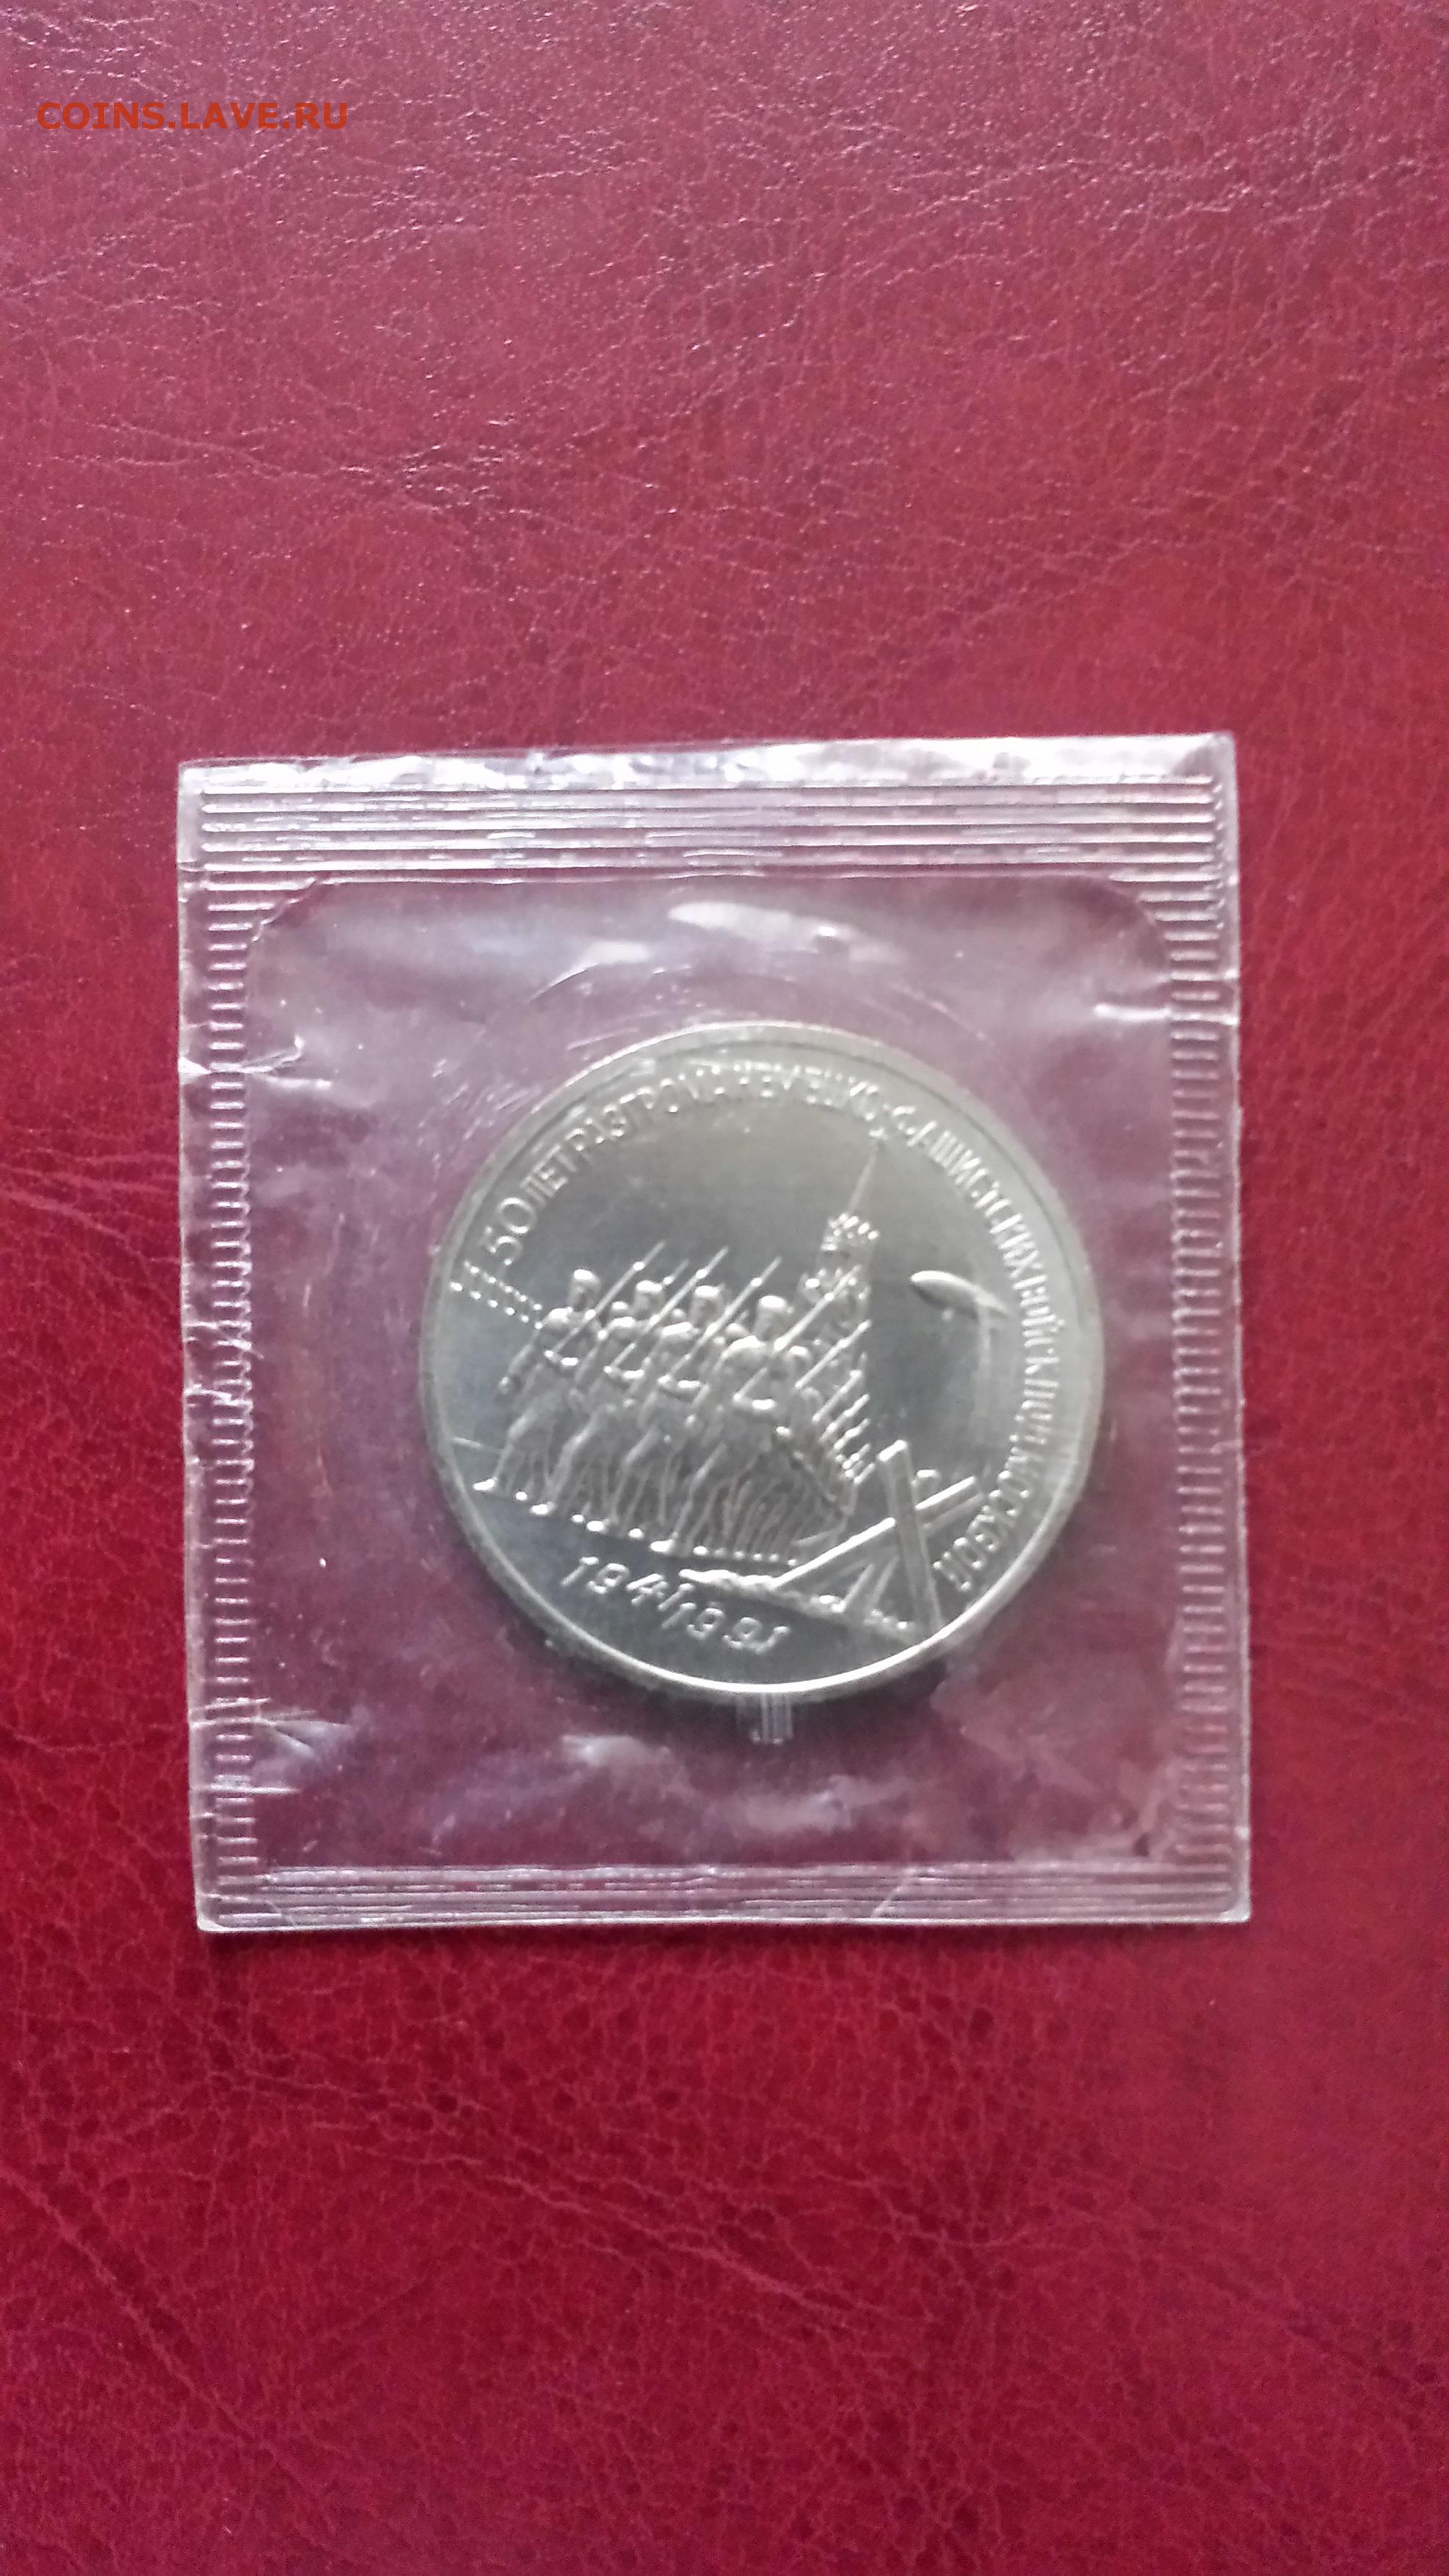 COINS.LAVE.RU
50 ЛЕТ РАЗГРОМА НЕМЕЦКО-ФАШИСТСКИХ ВОЙСК ПОД МОСКВОЙ
1941-1991